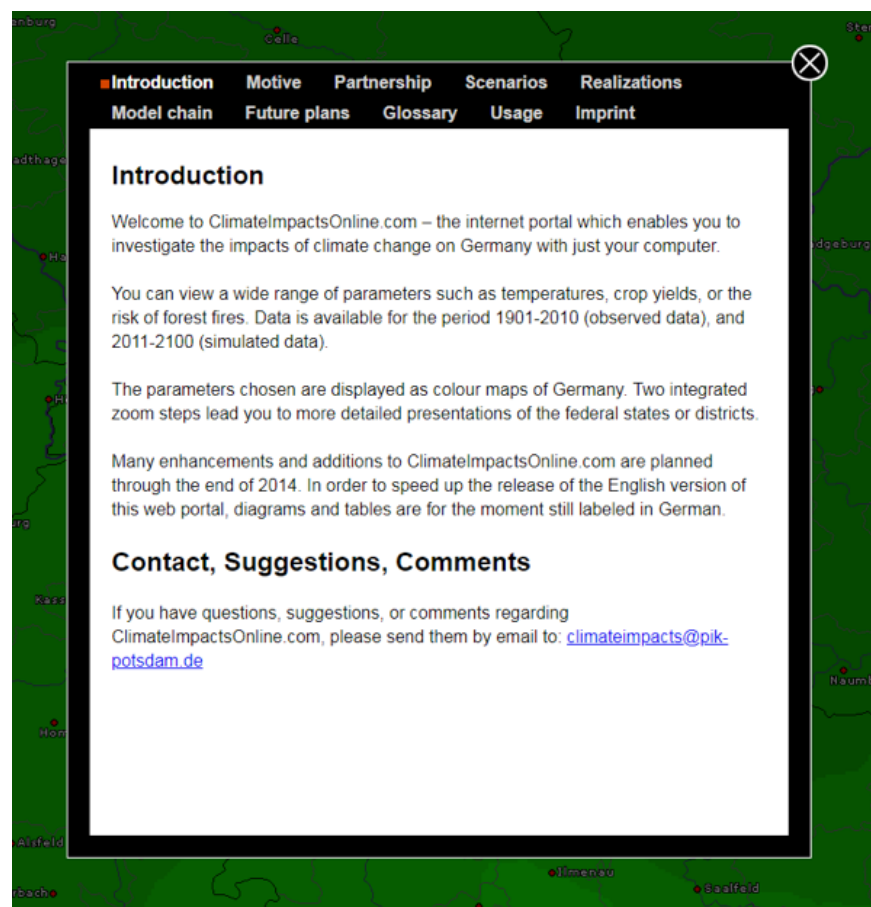 Celle
Introduction Motive Partnership Scenarios Realizations
Model chain Future plans Glossary Usage Imprint
Introduction
Welcome to ClimateImpactsOnline.com – the internet portal which enables you to
investigate the impacts of climate change on Germany with just your computer.
You can view a wide range of parameters such as temperatures, crop yields, or the
risk of forest fires. Data is available for the period 1901-2010 (observed data), and
2011-2100 (simulated data).
The parameters chosen are displayed as colour maps of Germany. Two integrated
zoom steps lead you to more detailed presentations of the federal states or districts.
Many enhancements and additions to ClimateImpactsOnline.com are planned
through the end of 2014. In order to speed up the release of the English version of
this web portal, diagrams and tables are for the moment still labeled in German.
Contact, Suggestions, Comments
If you have questions, suggestions, or comments regarding
ClimateImpactsOnline.com, please send them by email to: climateimpacts@pik-
potsdam.de
Alsfeld
Ilmenau
Saalfeld